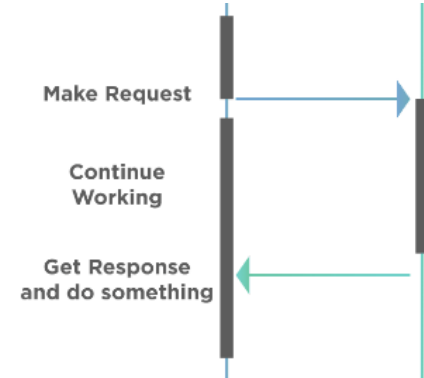 Make Request
Continue
Working
Get Response
and do something